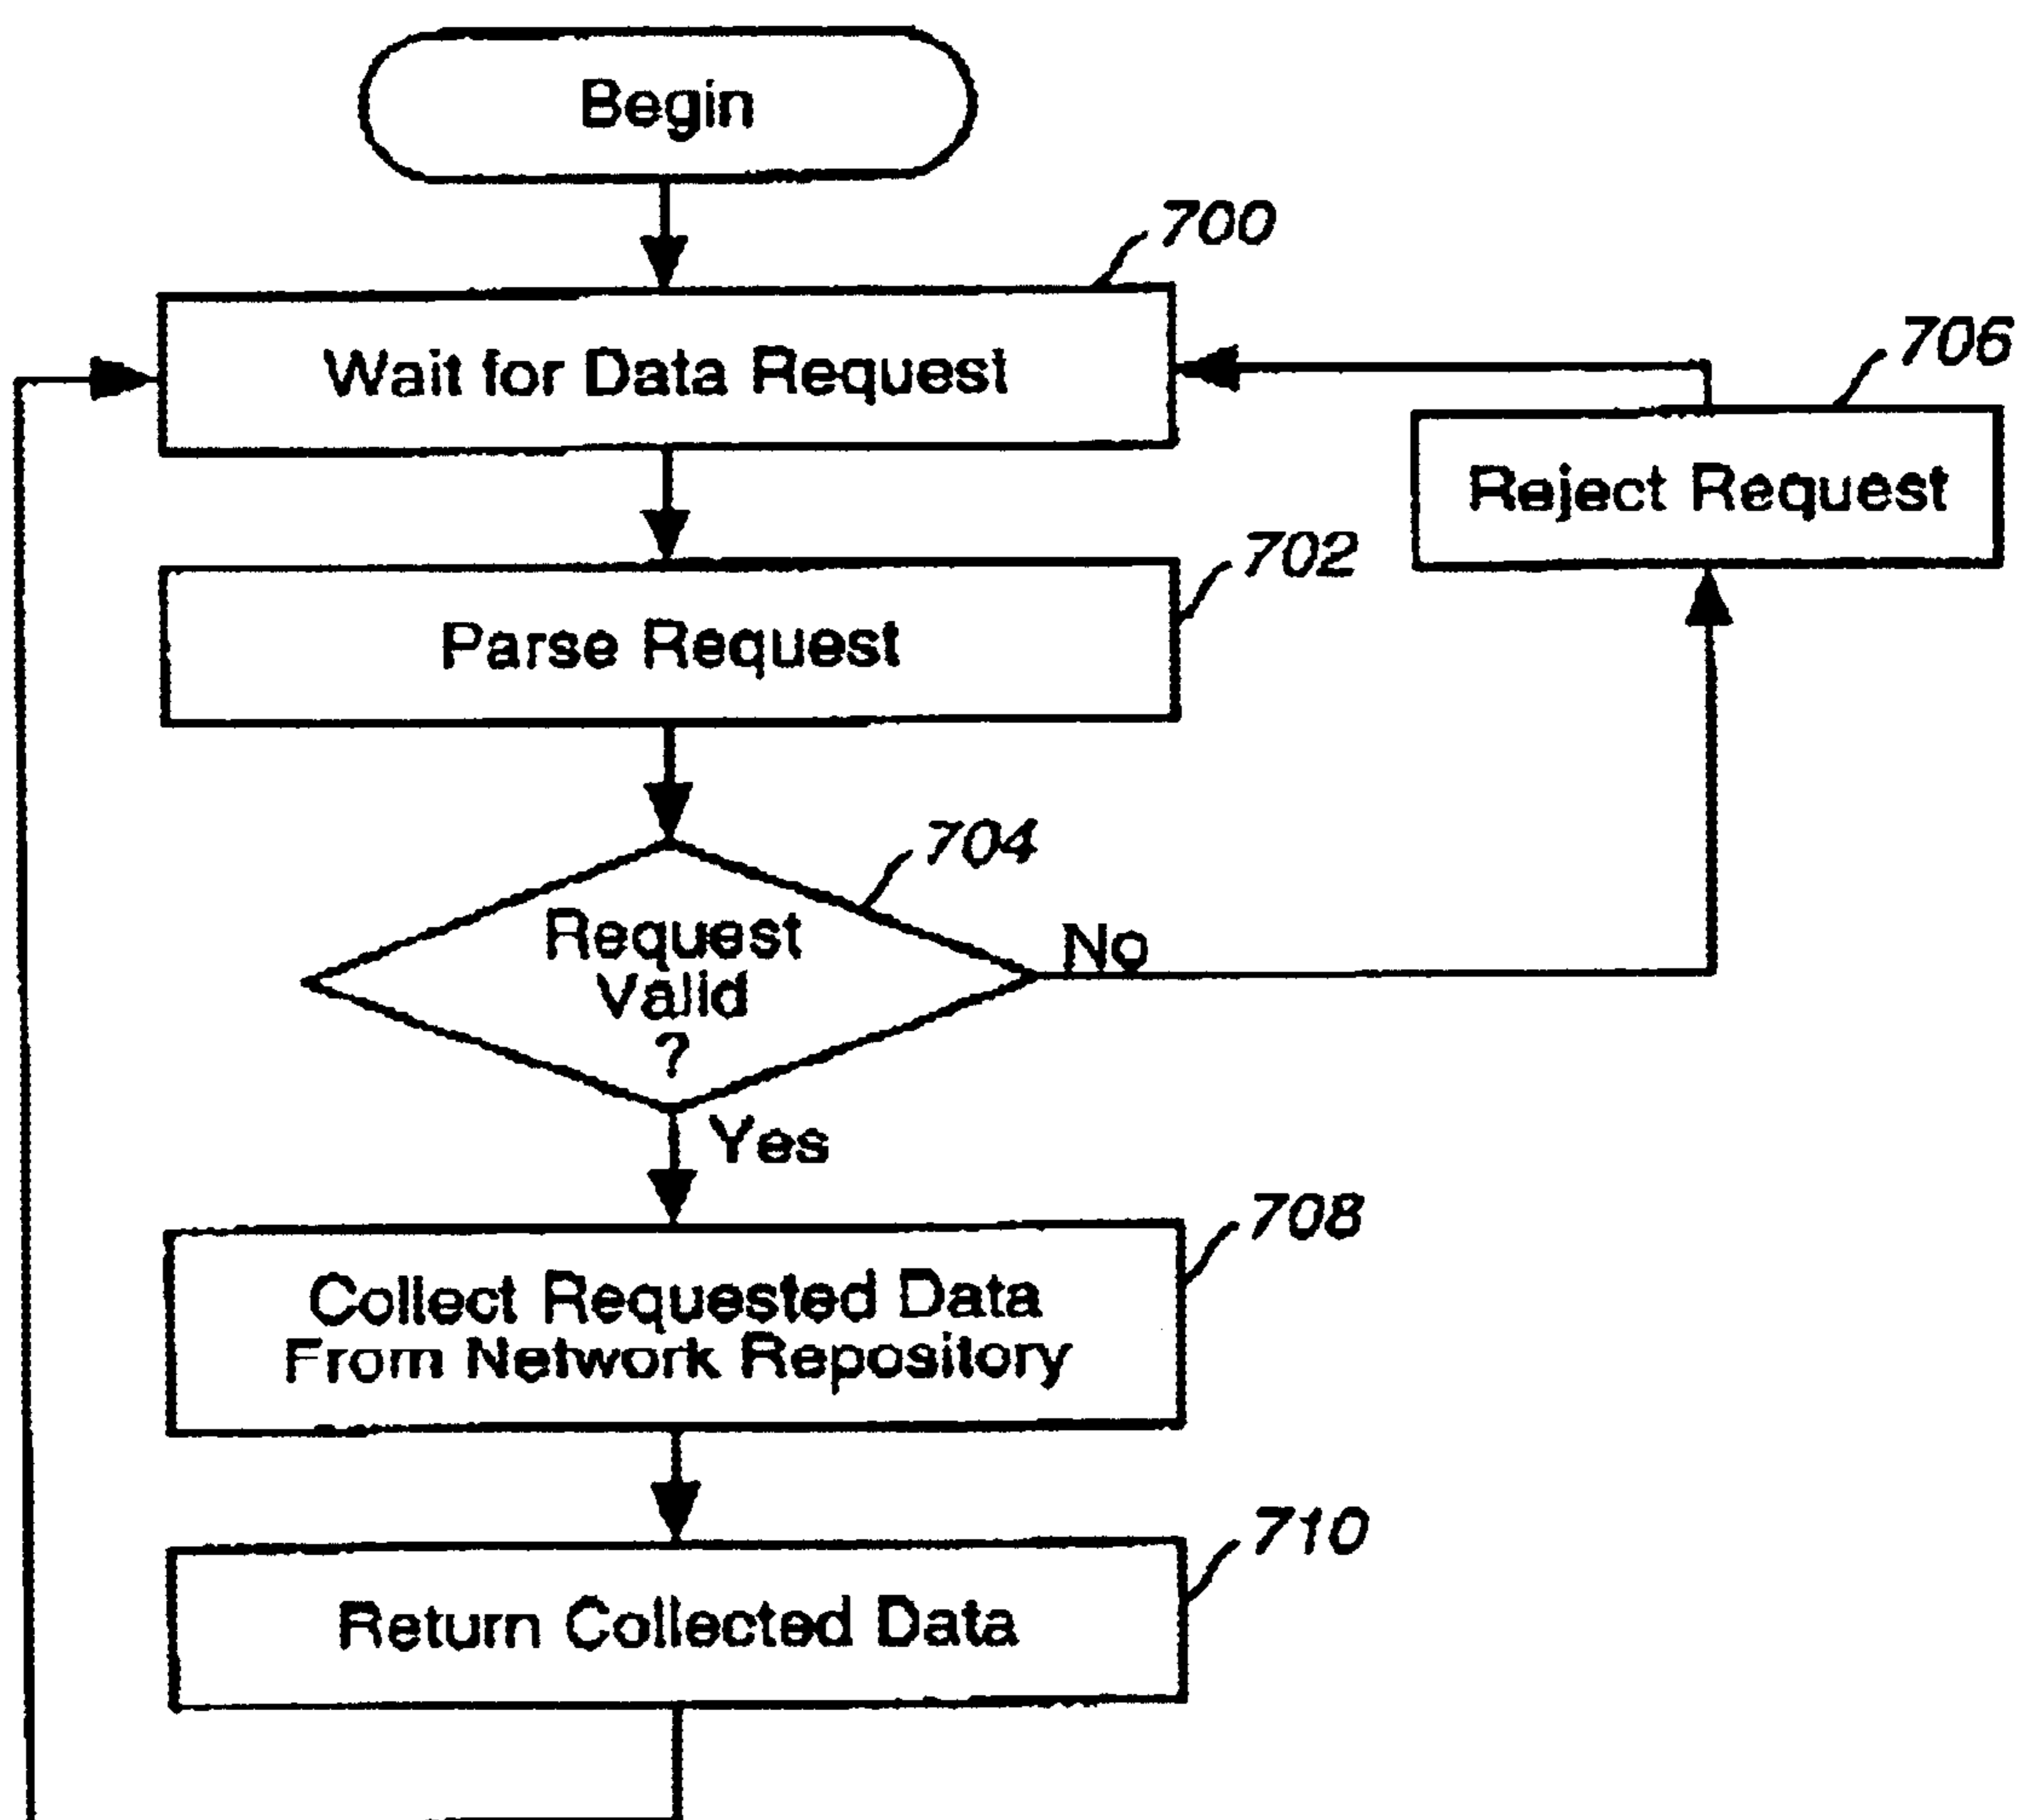 Begin
700
Wait for Data Request
706
Reject Request
702
Parse Request
704
Request
Valid
?
No
Yes
708
Collect Requested Data
From Network Repository
710
Return Collected Data